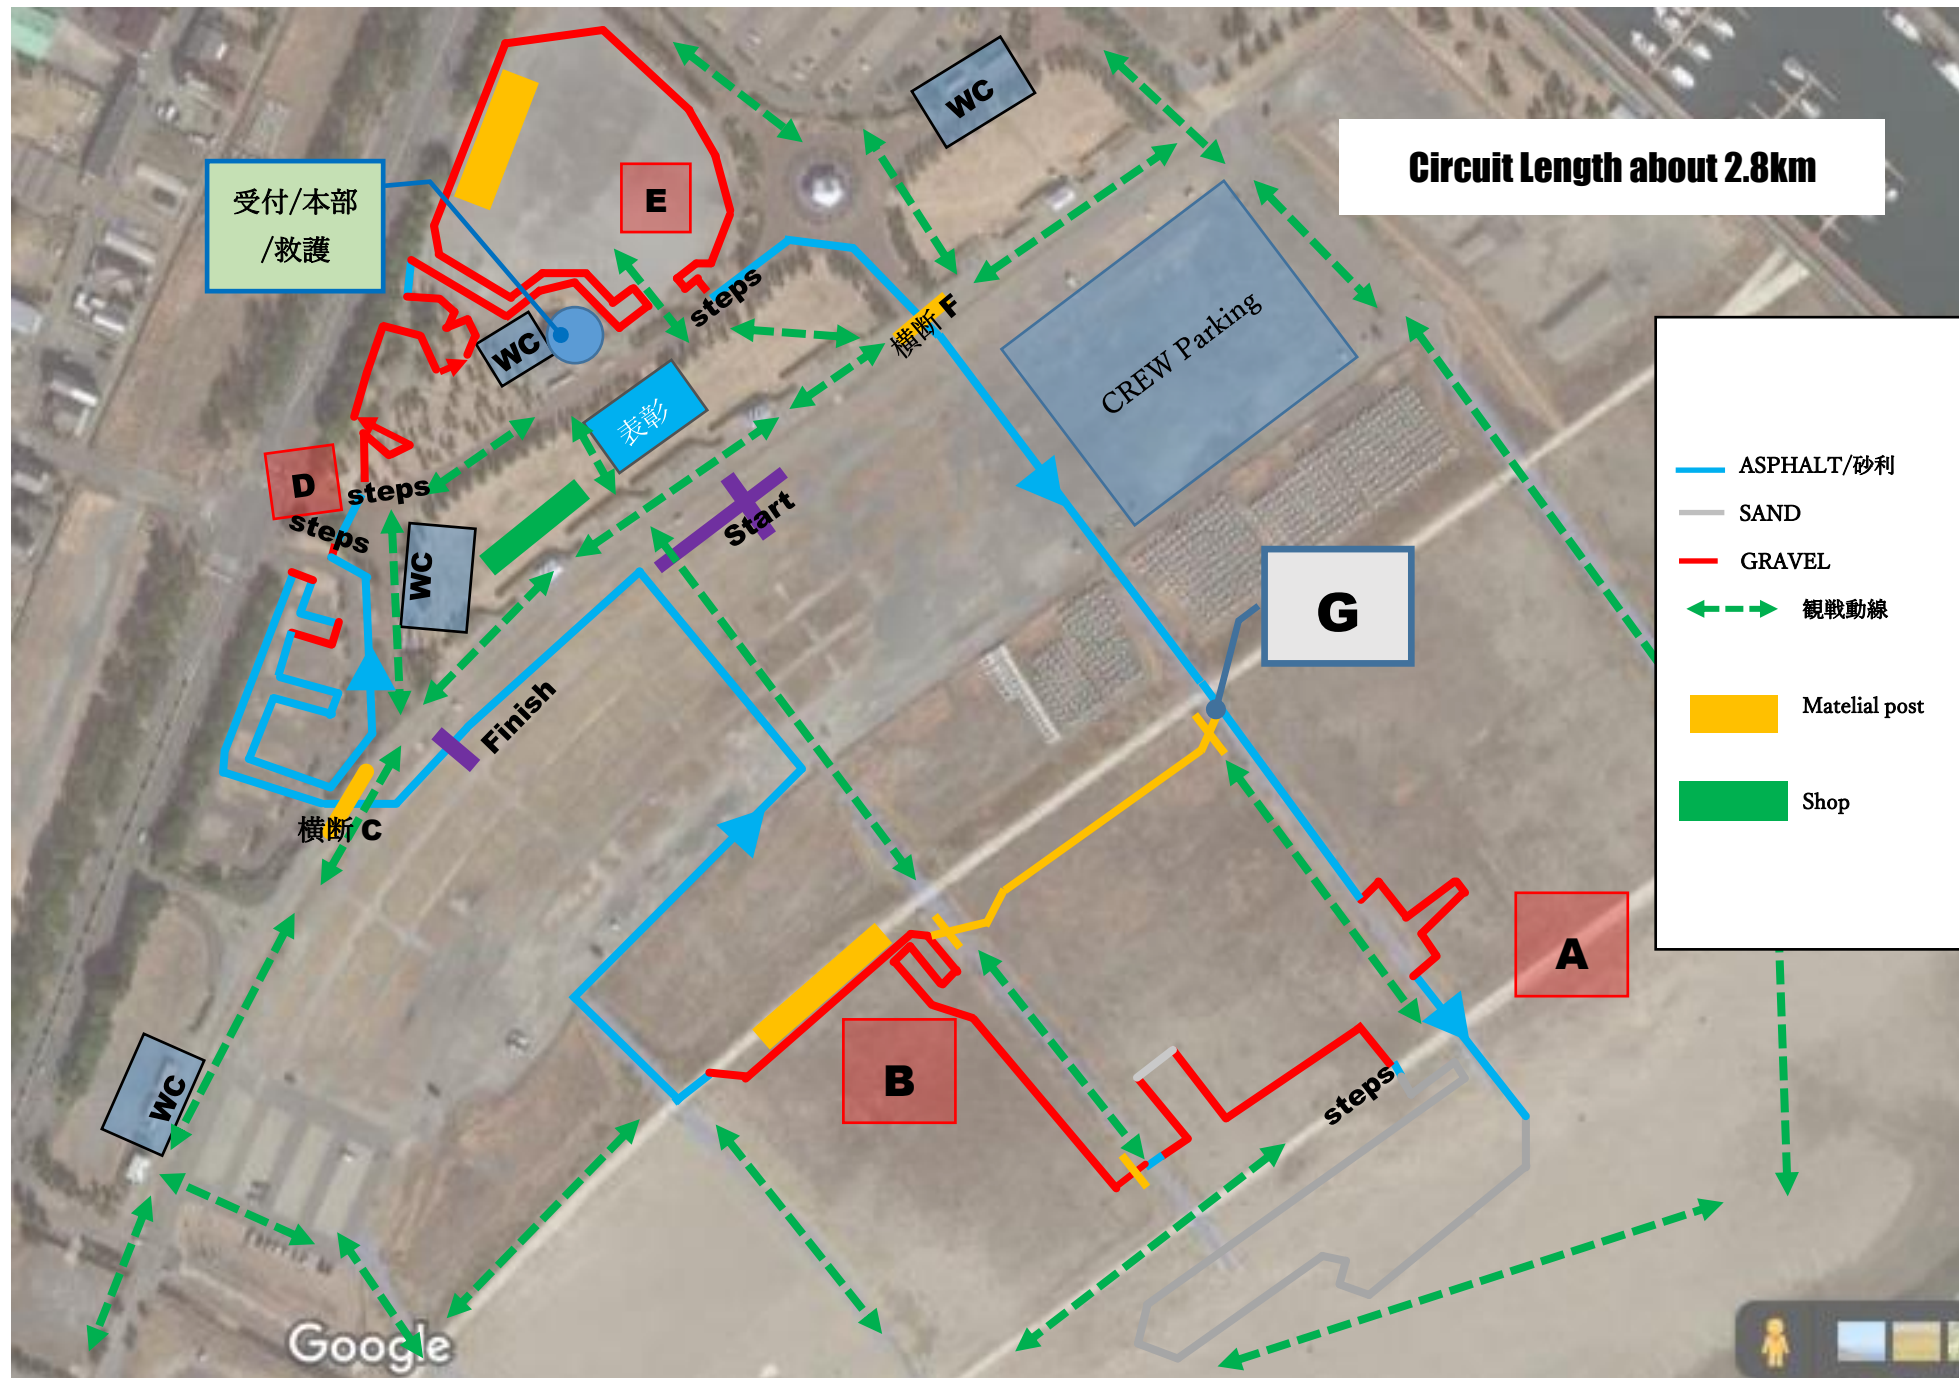 WC
Circuit Length about 2.8km
E
受付/本部
/救護
steps
横断 F
CREW Parking
WC
表彰
ASPHALT/砂利
D
steps
Start
SAND
steps
WC
GRAVEL
G
観戦動線
Finish
Matelial post
Shop
横断 C
A
B
steps
WC
Google